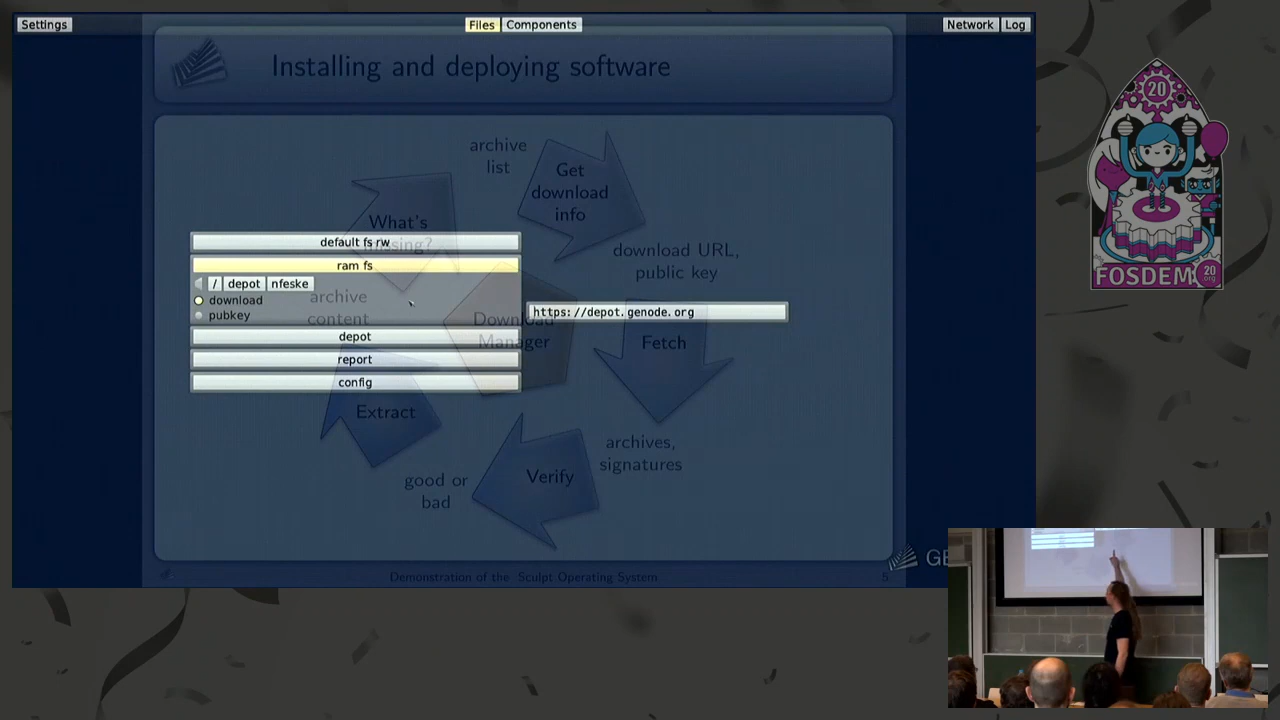 Settings
Files
Components
Network
Log
Installing and deploying software
archive
list
Get
download
info
What's
missing?
download URL,
public key
default fs rw
ram fs
/
depot
nfeske
download
pubkey
https://depot.genode.org
archive
content
Download
Manager
depot
report
config
Fetch
Extract
archives,
signatures
Verify
good or
bad
GE
Demonstration of the Sculpt Operating System
5
20
FOSDEM
20
.org